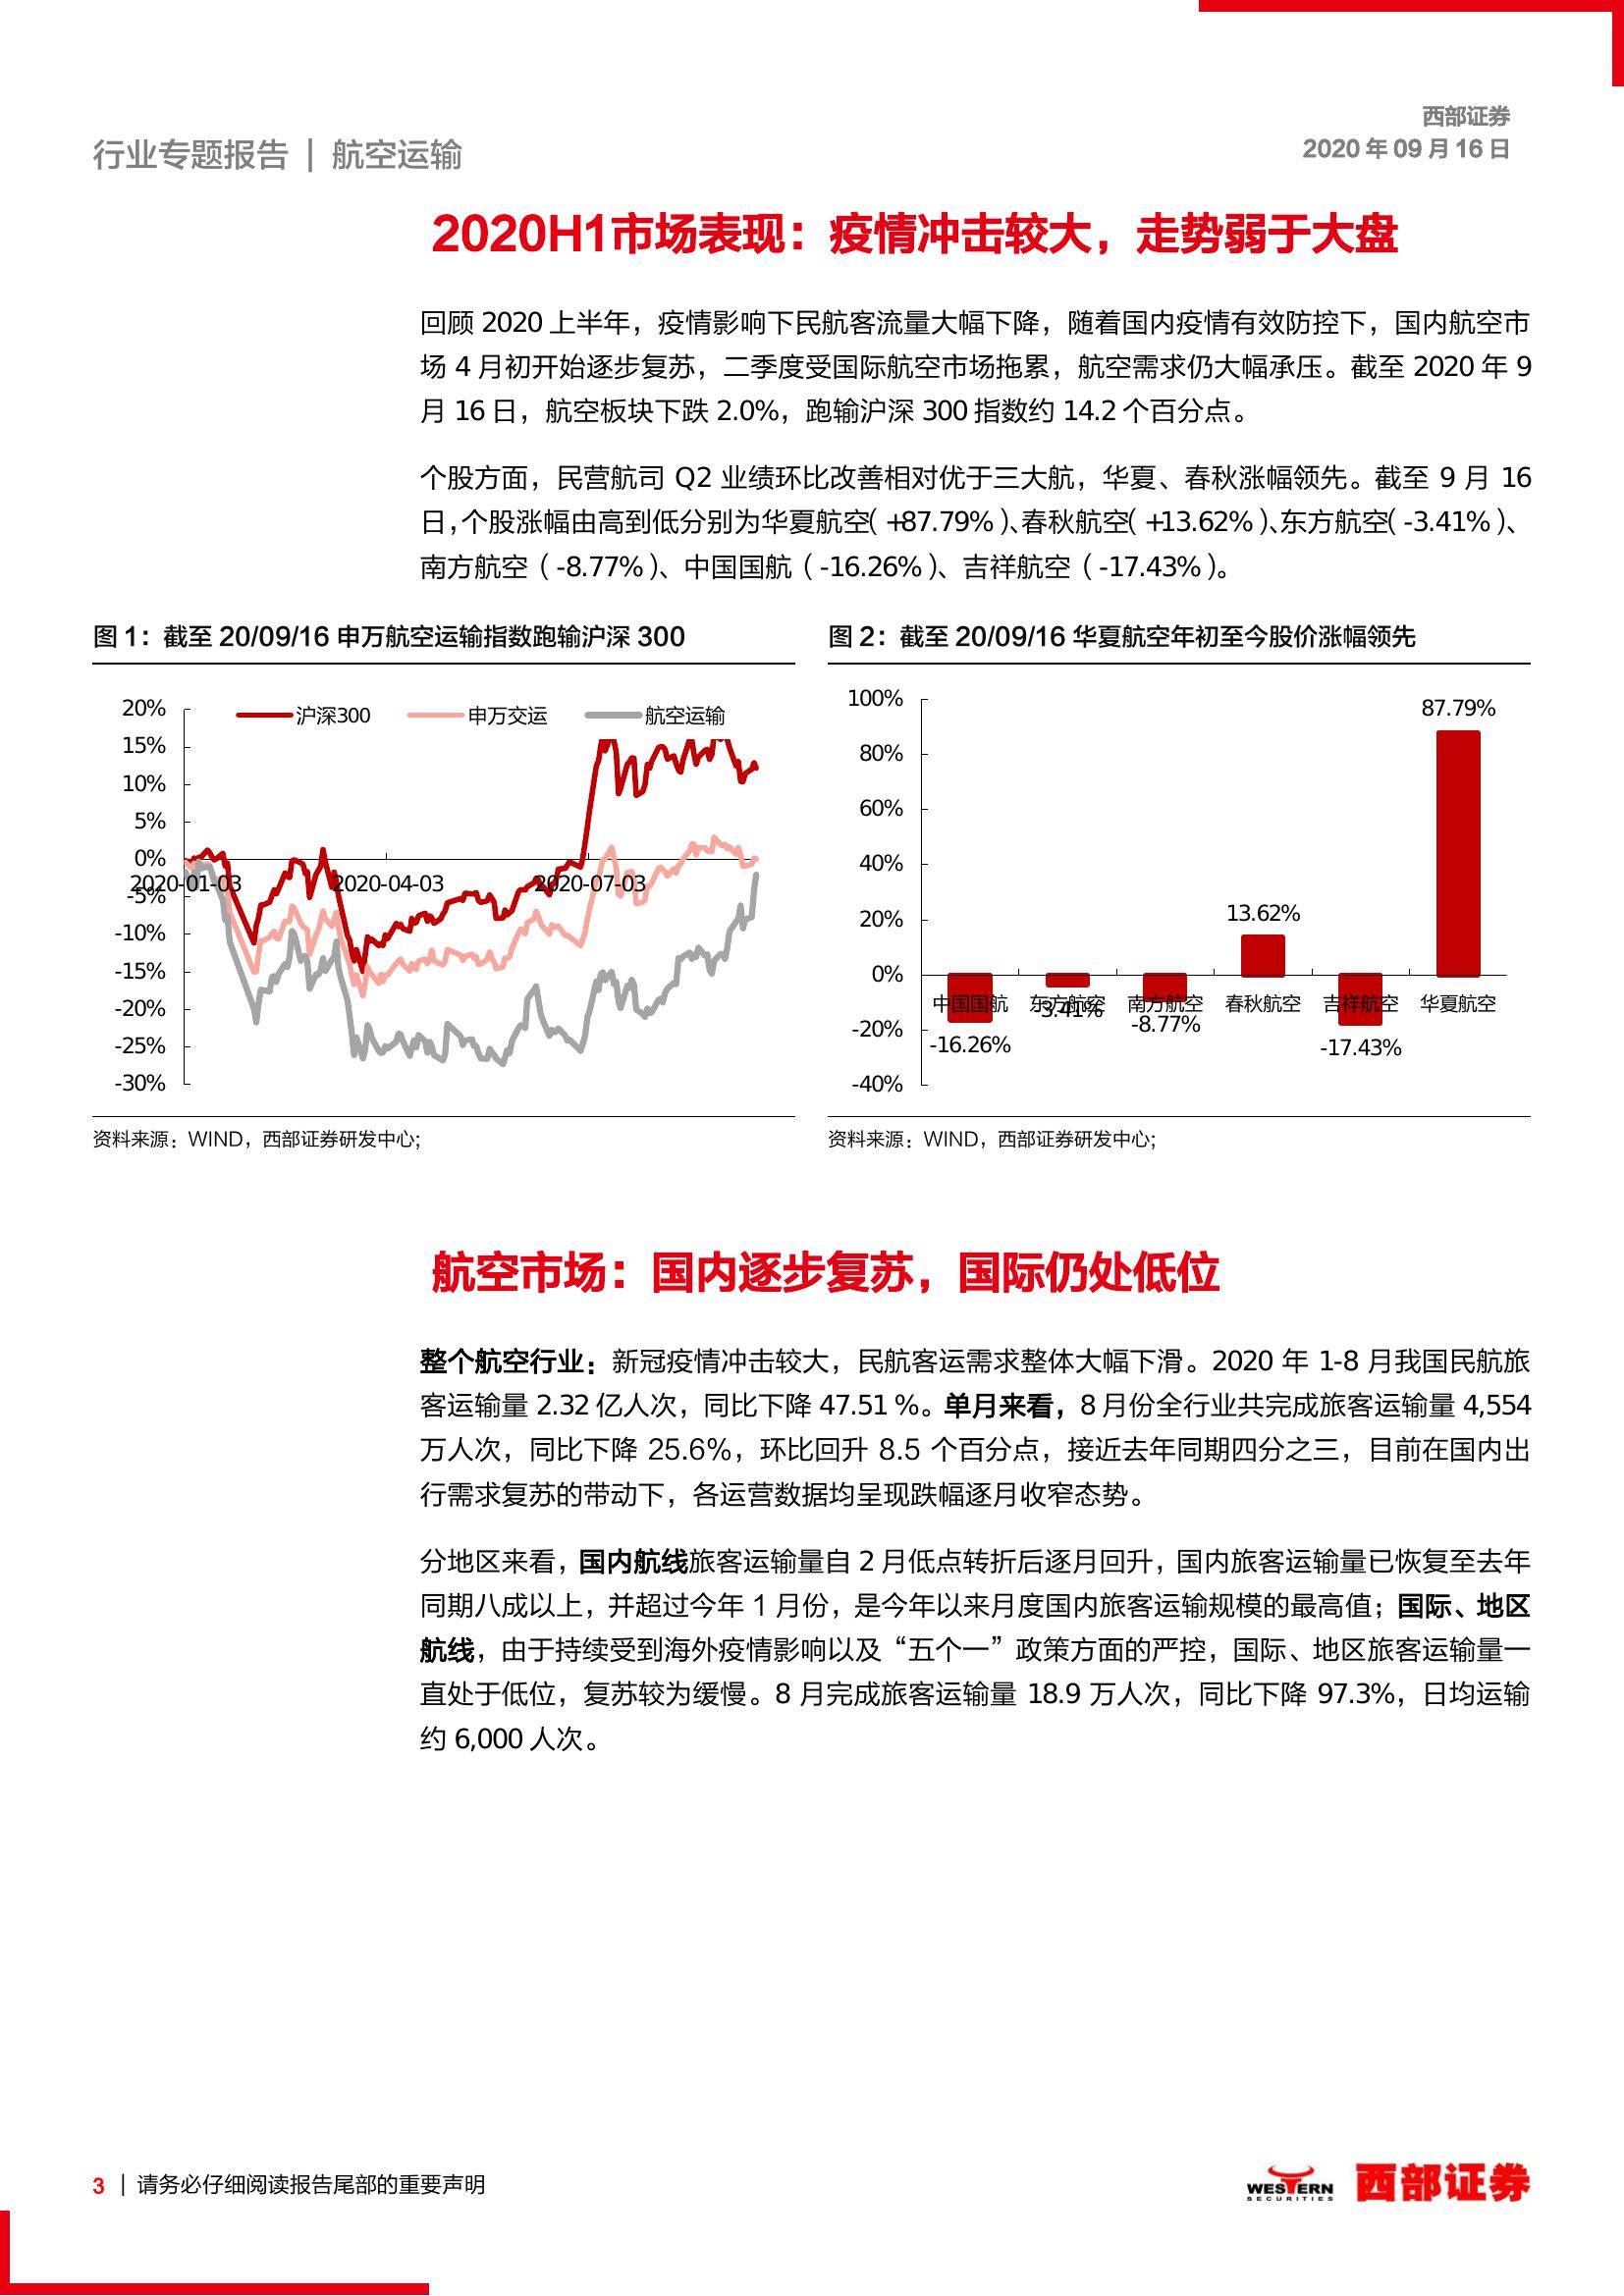 西部证券
行业专题报告 | 航空运输
2020 年 09 月 16 日
2020H1市场表现：疫情冲击较大，走势弱于大盘
回顾 2020 上半年，疫情影响下民航客流量大幅下降，随着国内疫情有效防控下，国内航空市
场 4 月初开始逐步复苏，二季度受国际航空市场拖累，航空需求仍大幅承压。截至 2020 年 9
月 16 日，航空板块下跌 2.0%，跑输沪深 300 指数约 14.2 个百分点。
个股方面，民营航司 Q2 业绩环比改善相对优于三大航，华夏、春秋涨幅领先。截至 9 月 16
日，个股涨幅由高到低分别为华夏航空（+87.79%）、春秋航空（+13.62%）、东方航空（-3.41%）、
南方航空（-8.77%）、中国国航（-16.26%）、吉祥航空（-17.43%）。
图 1：截至 20/09/16 申万航空运输指数跑输沪深 300
20%
15%
10%
5%
0%
-5%
-10%
-15%
-20%
-25%
-30%
沪深300 申万交运 航空运输
2020-01-03 2020-04-03 2020-07-03
资料来源：WIND，西部证券研发中心;
图 2：截至 20/09/16 华夏航空年初至今股价涨幅领先
100%
80%
60%
40%
20%
0%
-20%
-40%
87.79%
13.62%
中国国航 东方航空 南方航空 春秋航空 吉祥航空 华夏航空
-3.41%
-8.77%
-16.26%
-17.43%
资料来源：WIND，西部证券研发中心;
航空市场：国内逐步复苏，国际仍处低位
整个航空行业：新冠疫情冲击较大，民航客运需求整体大幅下滑。2020 年 1-8 月我国民航旅
客运输量 2.32 亿人次，同比下降 47.51 %。单月来看，8 月份全行业共完成旅客运输量 4,554
万人次，同比下降 25.6%，环比回升 8.5 个百分点，接近去年同期四分之三，目前在国内出
行需求复苏的带动下，各运营数据均呈现跌幅逐月收窄态势。
分地区来看，国内航线旅客运输量自 2 月低点转折后逐月回升，国内旅客运输量已恢复至去年
同期八成以上，并超过今年 1 月份，是今年以来月度国内旅客运输规模的最高值；国际、地区
航线，由于持续受到海外疫情影响以及“五个一”政策方面的严控，国际、地区旅客运输量一
直处于低位，复苏较为缓慢。8 月完成旅客运输量 18.9 万人次，同比下降 97.3%，日均运输
约 6,000 人次。
3 | 请务必仔细阅读报告尾部的重要声明
WESTERN
SECURITIES
西部证券